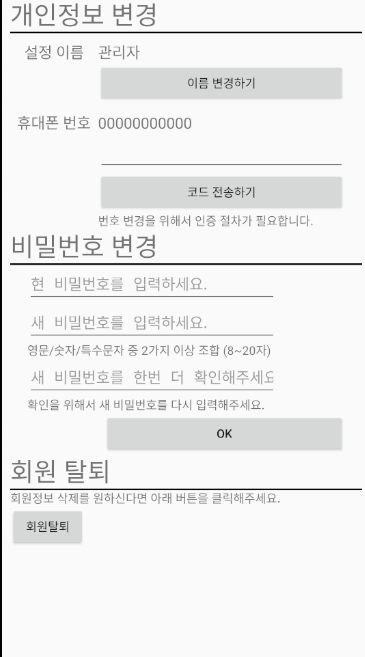 개인정보 변경
설정 이름 관리자
이름 변경하기
휴대폰 번호 00000000000
코드 전송하기
번호 변경을 위해서 인증 절차가 필요합니다.
비밀번호 변경
현 비밀번호를 입력하세요.
새 비밀번호를 입력하세요.
영문/숫자/특수문자 중 2가지 이상 조합 (8~20자)
새 비밀번호를 한번 더 확인해주세요
확인을 위해서 새 비밀번호를 다시 입력해주세요.
OK
회원 탈퇴
회원정보 삭제를 원하신다면 아래 버튼을 클릭해주세요.
회원탈퇴